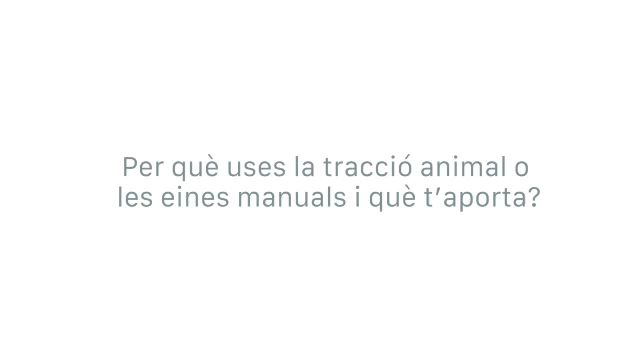 Per què uses la tracció animal o
les eines manuals i què t’aporta?